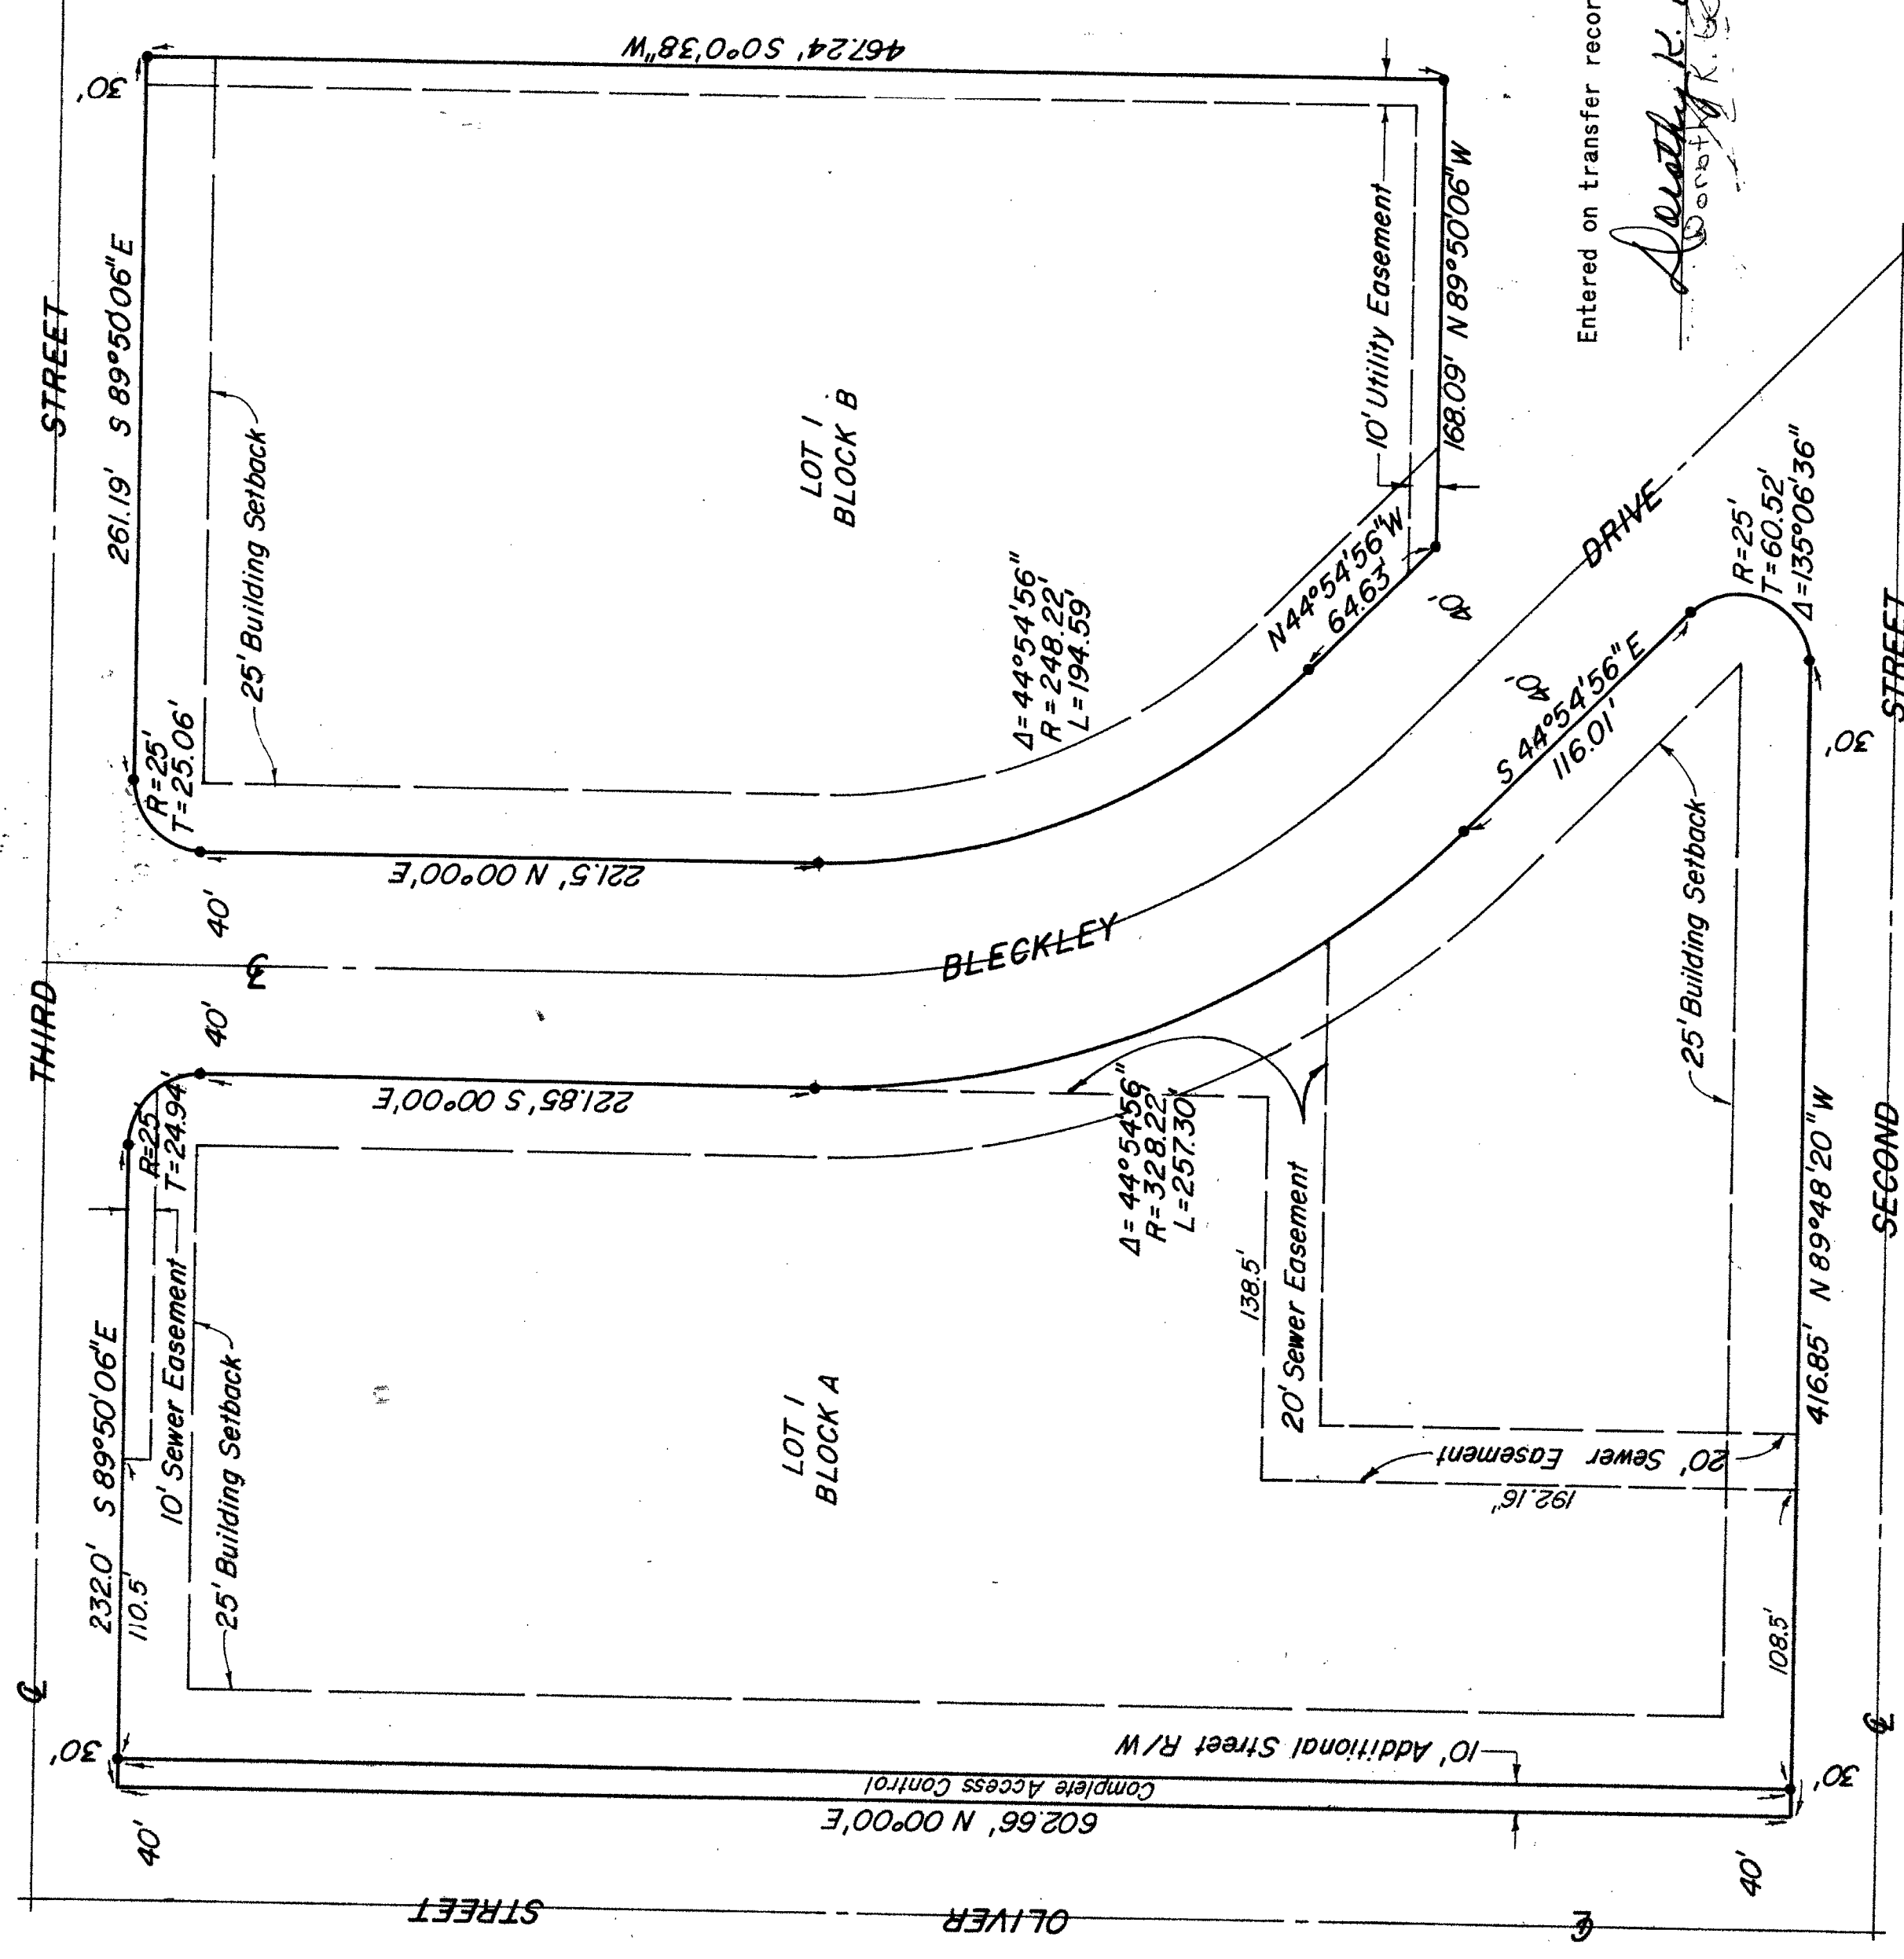 THIRD
STREET
℄
30'
232.0' S 89°50'06"E
110.5'
10' Sewer Easement
R=25'
T=24.94'
25' Building Setback
40'
40'
℄
40'
R=25'
T=25.06'
261.19' S 89°50'06"E
30'
25' Building Setback
221.85' S 00°00'E
221.5' N 00°00'E
467.24' S0°0'38"W
LOT 1
BLOCK A
LOT 1
BLOCK B
BLECKLEY
DRIVE
Δ=44°54'56"
R=328.22'
L=257.30'
Δ=44°54'56"
R=248.22'
L=194.59'
N44°54'56"W
64.63'
40'
40'
S 44°54'56"E
116.01'
10' Utility Easement
168.09' N 89°50'06"W
138.5'
20' Sewer Easement
20' Sewer Easement
192.16'
25' Building Setback
R=25'
T=60.52'
Δ=135°06'36"
10' Additional Street R/W
Complete Access Control
602.66' N 00°00'E
OLIVER
STREET
℄
40'
30'
108.5'
416.85' N 89°48'20"W
30'
℄
SECOND
STREET
Entered on transfer recor
Dorothy K.
Dorothy K.